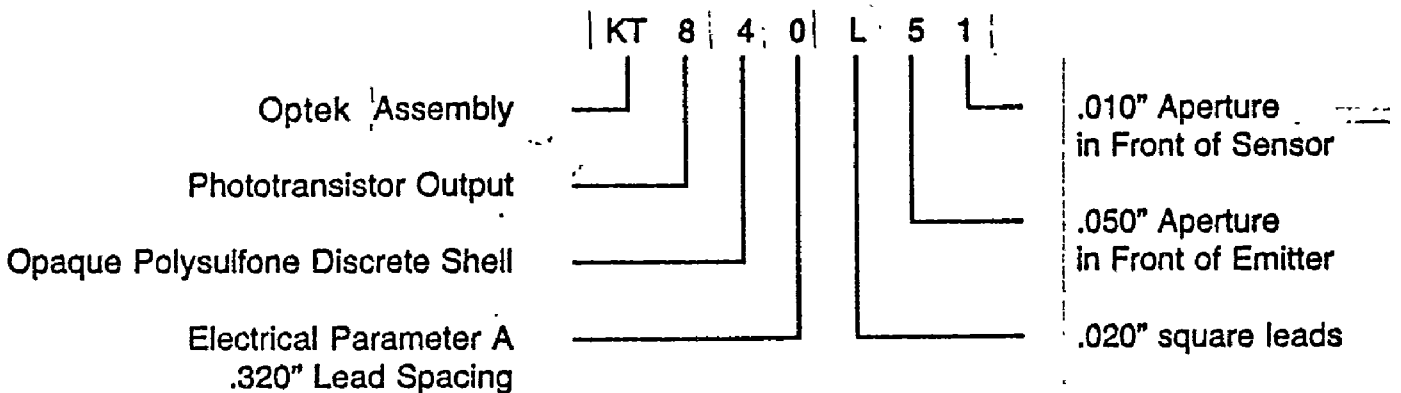 KT 8 4 0 L 5 1
Optek Assembly
Phototransistor Output
Opaque Polysulfone Discrete Shell
Electrical Parameter A
.320" Lead Spacing
.010" Aperture
in Front of Sensor
.050" Aperture
in Front of Emitter
.020" square leads